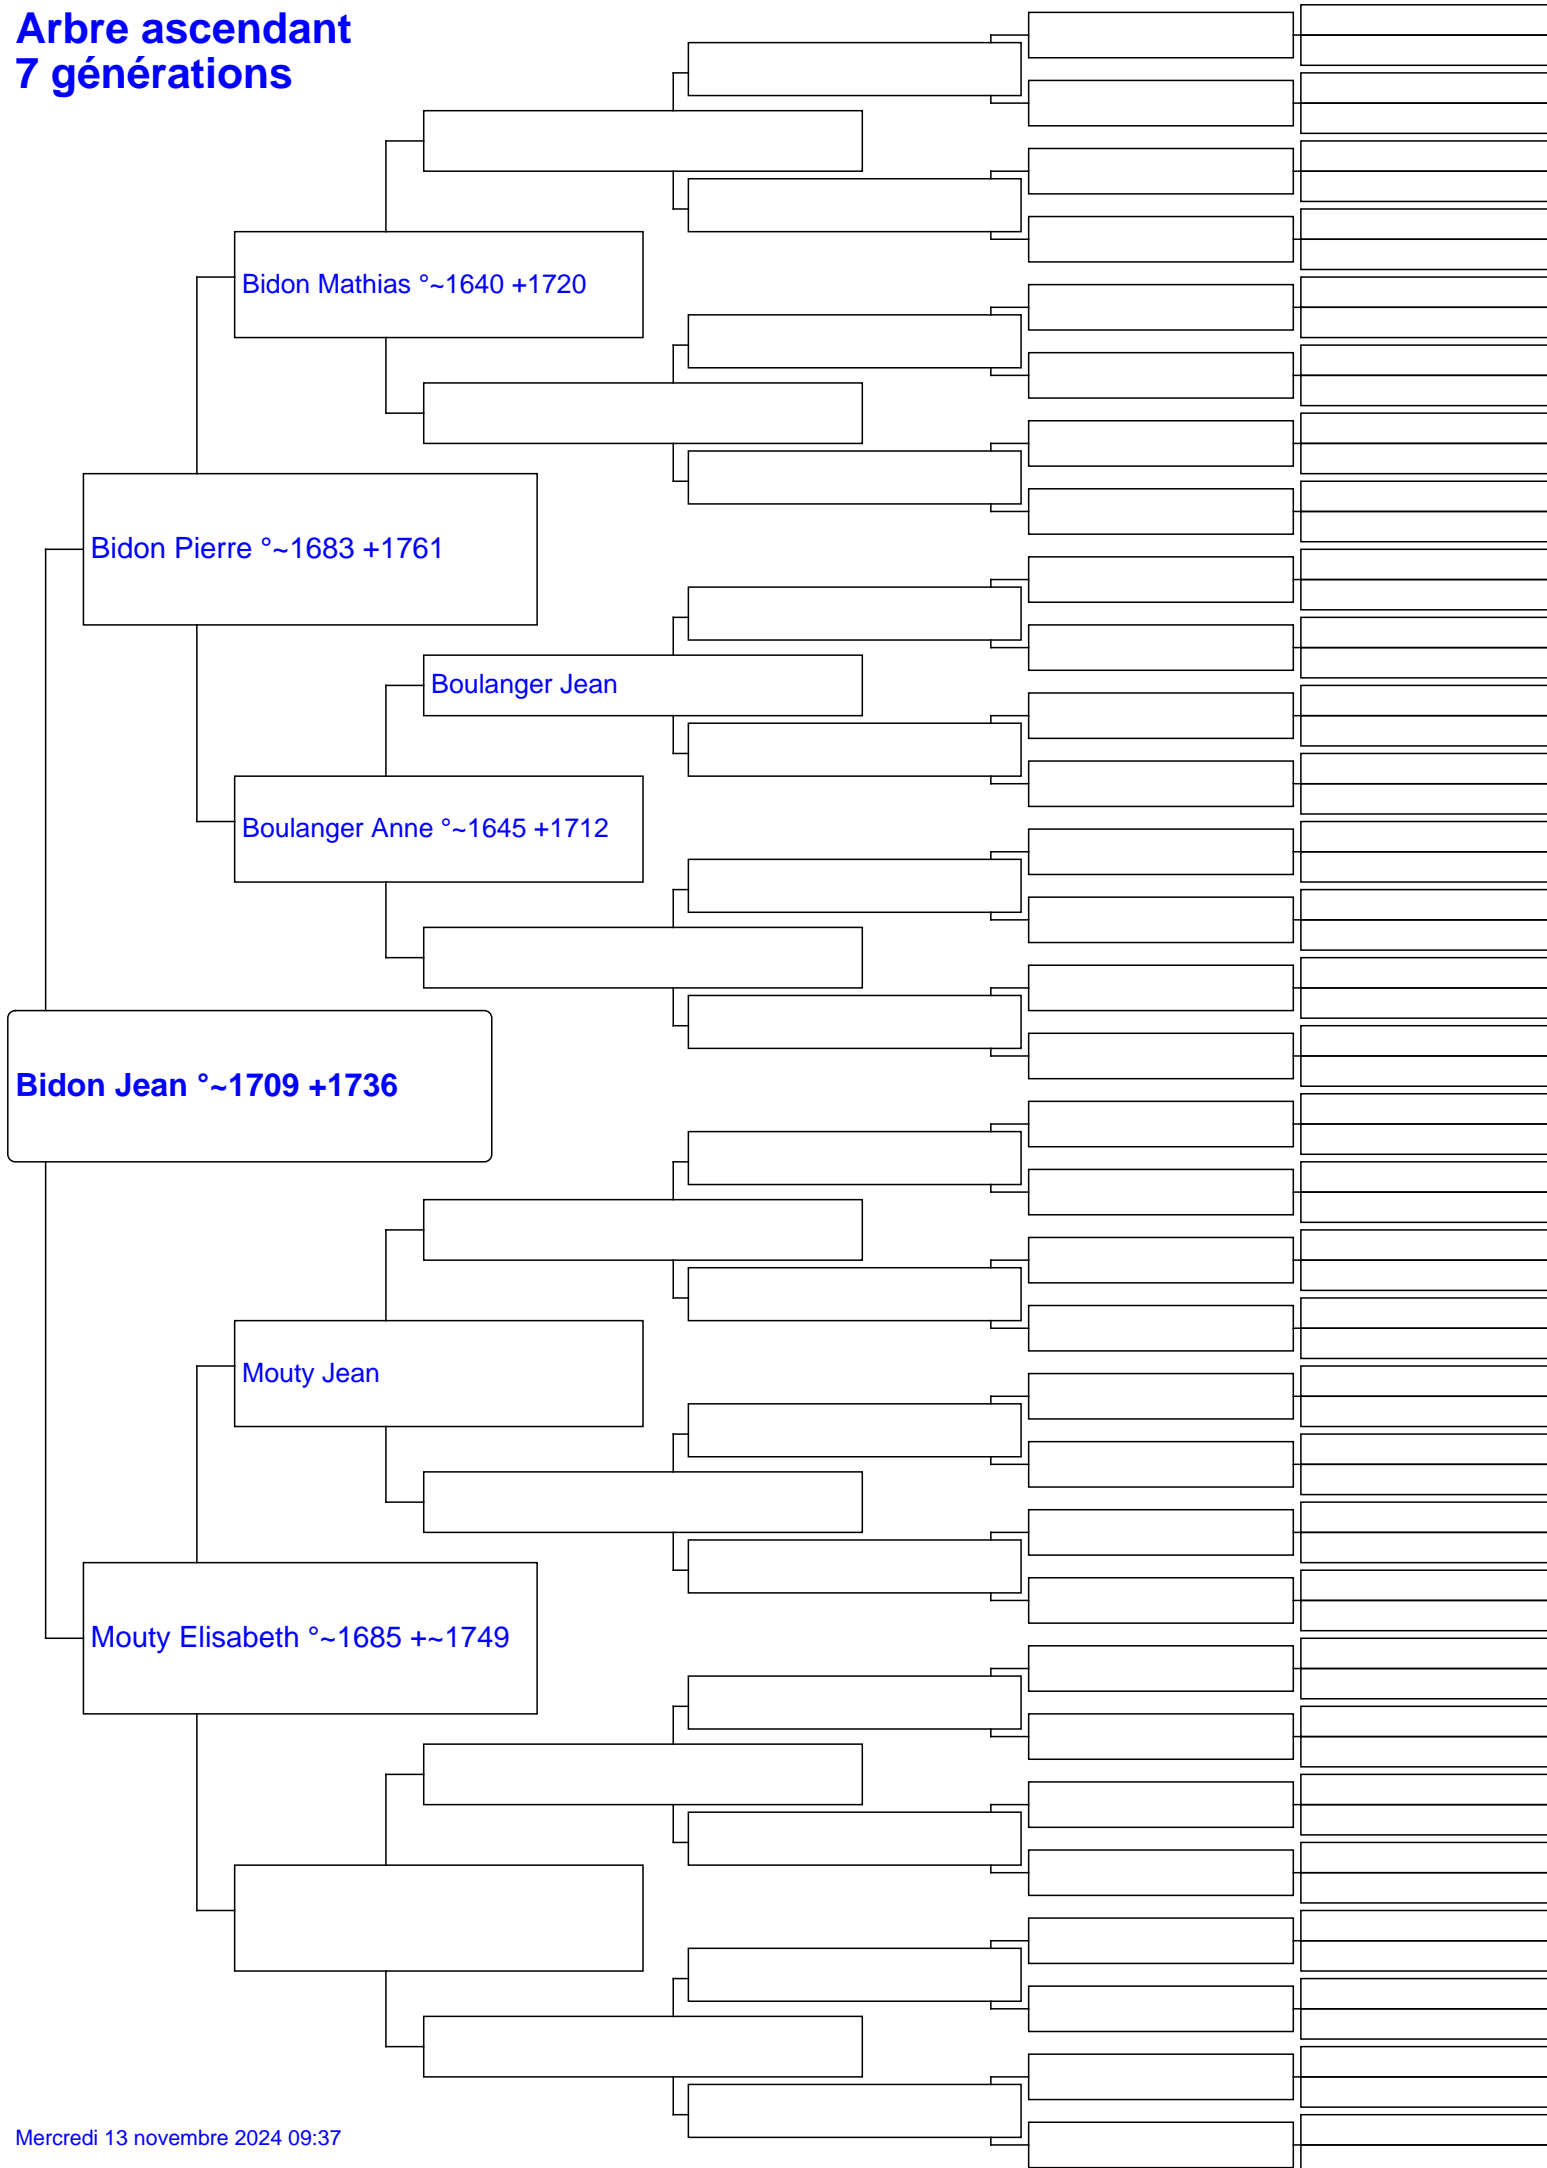 Arbre ascendant
7 générations
Bidon Mathias °~1640 +1720
Bidon Pierre °~1683 +1761
Boulanger Jean
Boulanger Anne °~1645 +1712
Bidon Jean °~1709 +1736
Mouty Jean
Mouty Elisabeth °~1685 +~1749
Mercredi 13 novembre 2024 09:37